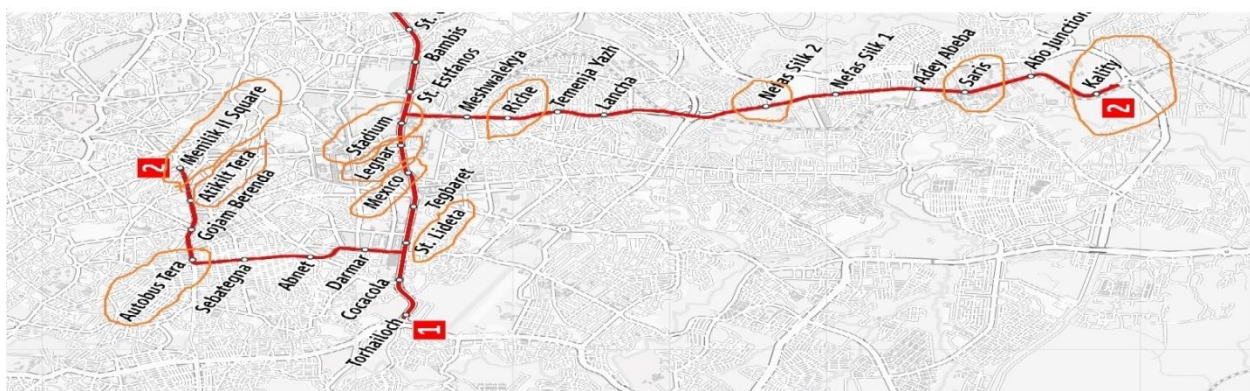 St.
Bambis
St. Estifanos
Meshwalekya
Riche
Temenja Yazh
Lancha
Nefas Silk 2
Nefas Silk 1
Adey Abeba
Saris
Abo Junction
Kality
2
2
Menilik II Square
Atikilt Tera
Gojam Berenda
Autobus Tera
Sebategna
Abnet
Darmar
Stadium
Leghar
Mexico
Tegbaret
St. Lideta
Cocacola
Torhailoch
1